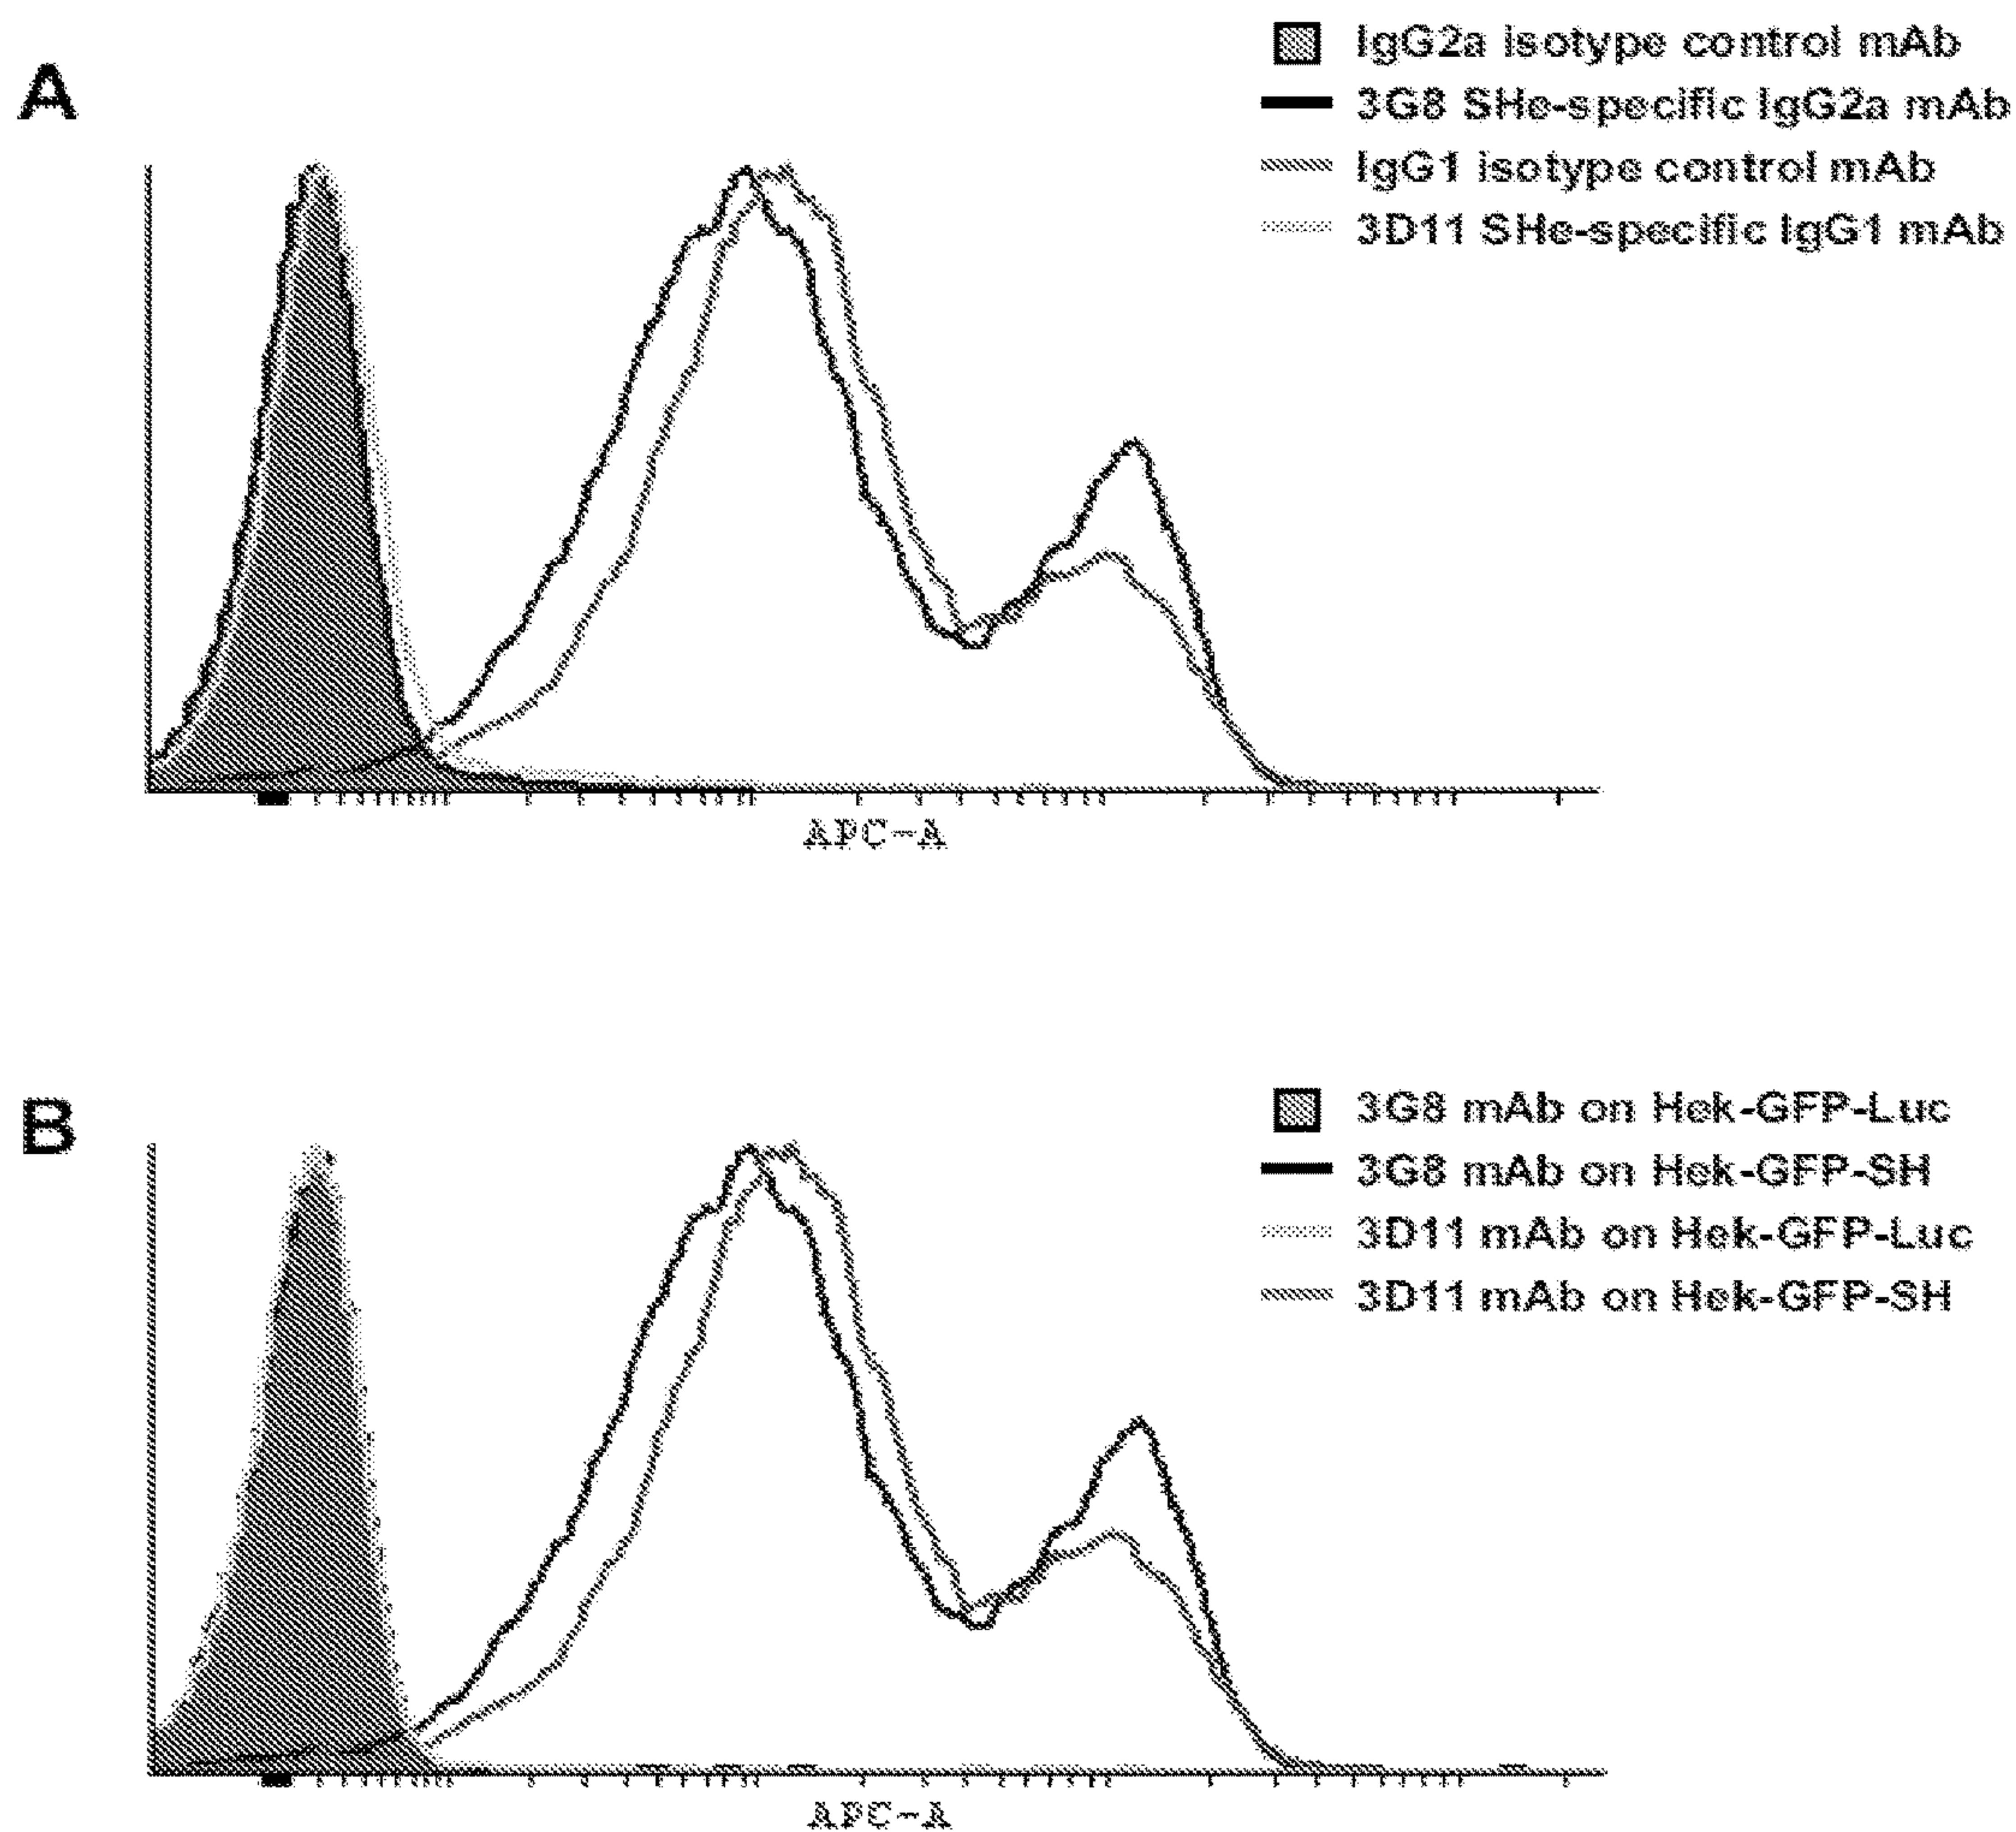 A
IgG2a isotype control mAb
3G8 SHe-specific IgG2a mAb
IgG1 isotype control mAb
3D11 SHe-specific IgG1 mAb
APC-A
B
3G8 mAb on Hek-GFP-Luc
3G8 mAb on Hek-GFP-SH
3D11 mAb on Hek-GFP-Luc
3D11 mAb on Hek-GFP-SH
APC-A